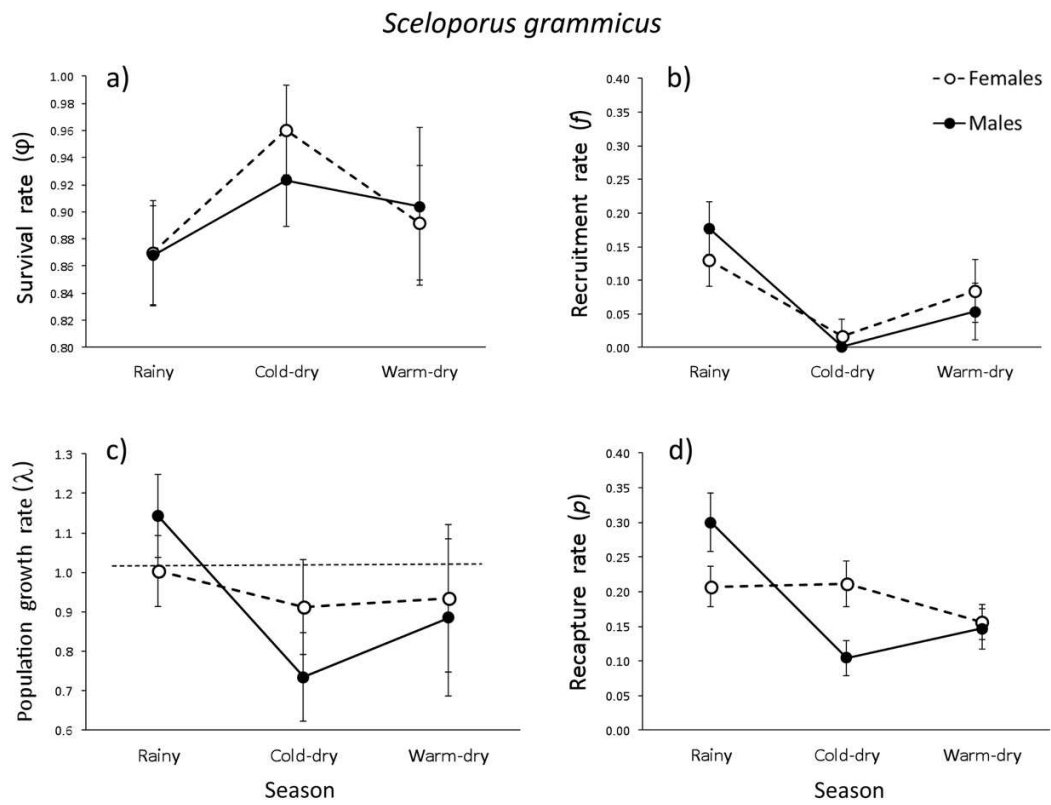 Sceloporus grammicus
a)
Survival rate (φ)
1.00
0.98
0.96
0.94
0.92
0.90
0.88
0.86
0.84
0.82
0.80
Rainy Cold-dry Warm-dry
b)
Recruitment rate (f)
0.40
0.35
0.30
0.25
0.20
0.15
0.10
0.05
0.00
Rainy Cold-dry Warm-dry
Females
Males
c)
Population growth rate (λ)
1.3
1.2
1.1
1.0
0.9
0.8
0.7
0.6
Rainy Cold-dry Warm-dry
Season
d)
Recapture rate (p)
0.40
0.35
0.30
0.25
0.20
0.15
0.10
0.05
0.00
Rainy Cold-dry Warm-dry
Season